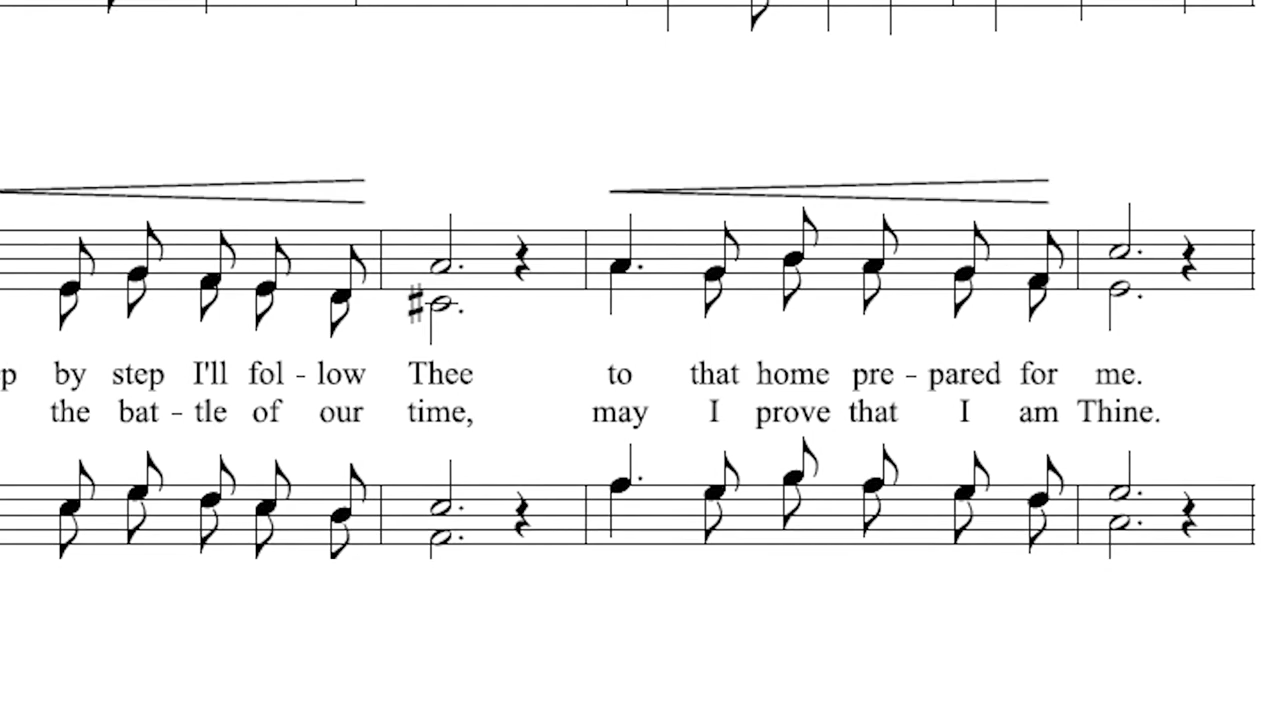 p by step I'll fol - low Thee to that home pre - pared for me.
the bat - tle of our time, may I prove that I am Thine.